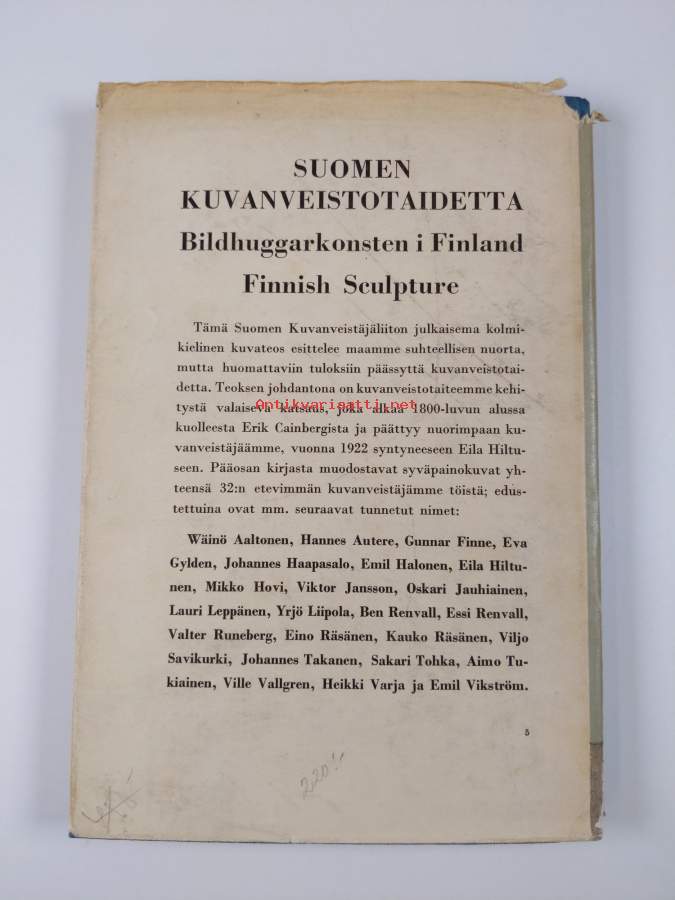 SUOMEN
KUVANVEISTOTAIDETTA
Bildhuggarkonsten i Finland
Finnish Sculpture
Tämä Suomen Kuvanveistäjäliiton julkaisema kolmi-
kielinen kuvateos esittelee maamme suhteellisen nuorta,
mutta huomattaviin tuloksiin päässyttä kuvanveistotai-
detta. Teoksen johdantona on kuvanveistotaiteemme kehi-
tystä valaiseva katsaus, joka alkaa 1800-luvun alussa
Antikvariaatti.net
kuolleesta Erik Cainbergista ja päättyy nuorimpaan ku-
vanveistäjäämme, vuonna 1922 syntyneeseen Eila Hiltu-
seen. Pääosan kirjasta muodostavat syväpainokuvat yh-
teensä 32:n etevimmän kuvanveistäjämme töistä; edus-
tettuina ovat mm. seuraavat tunnetut nimet:
Wäinö Aaltonen, Hannes Autere, Gunnar Finne, Eva
Gylden, Johannes Haapasalo, Emil Halonen, Eila Hiltu-
nen, Mikko Hovi, Viktor Jansson, Oskari Jauhiainen,
Lauri Leppänen, Yrjö Liipola, Ben Renvall, Essi Renvall,
Valter Runeberg, Eino Räsänen, Kauko Räsänen, Viljo
Savikurki, Johannes Takanen, Sakari Tohka, Aimo Tu-
kiainen, Ville Vallgren, Heikki Varja ja Emil Vikström.
5
220:-